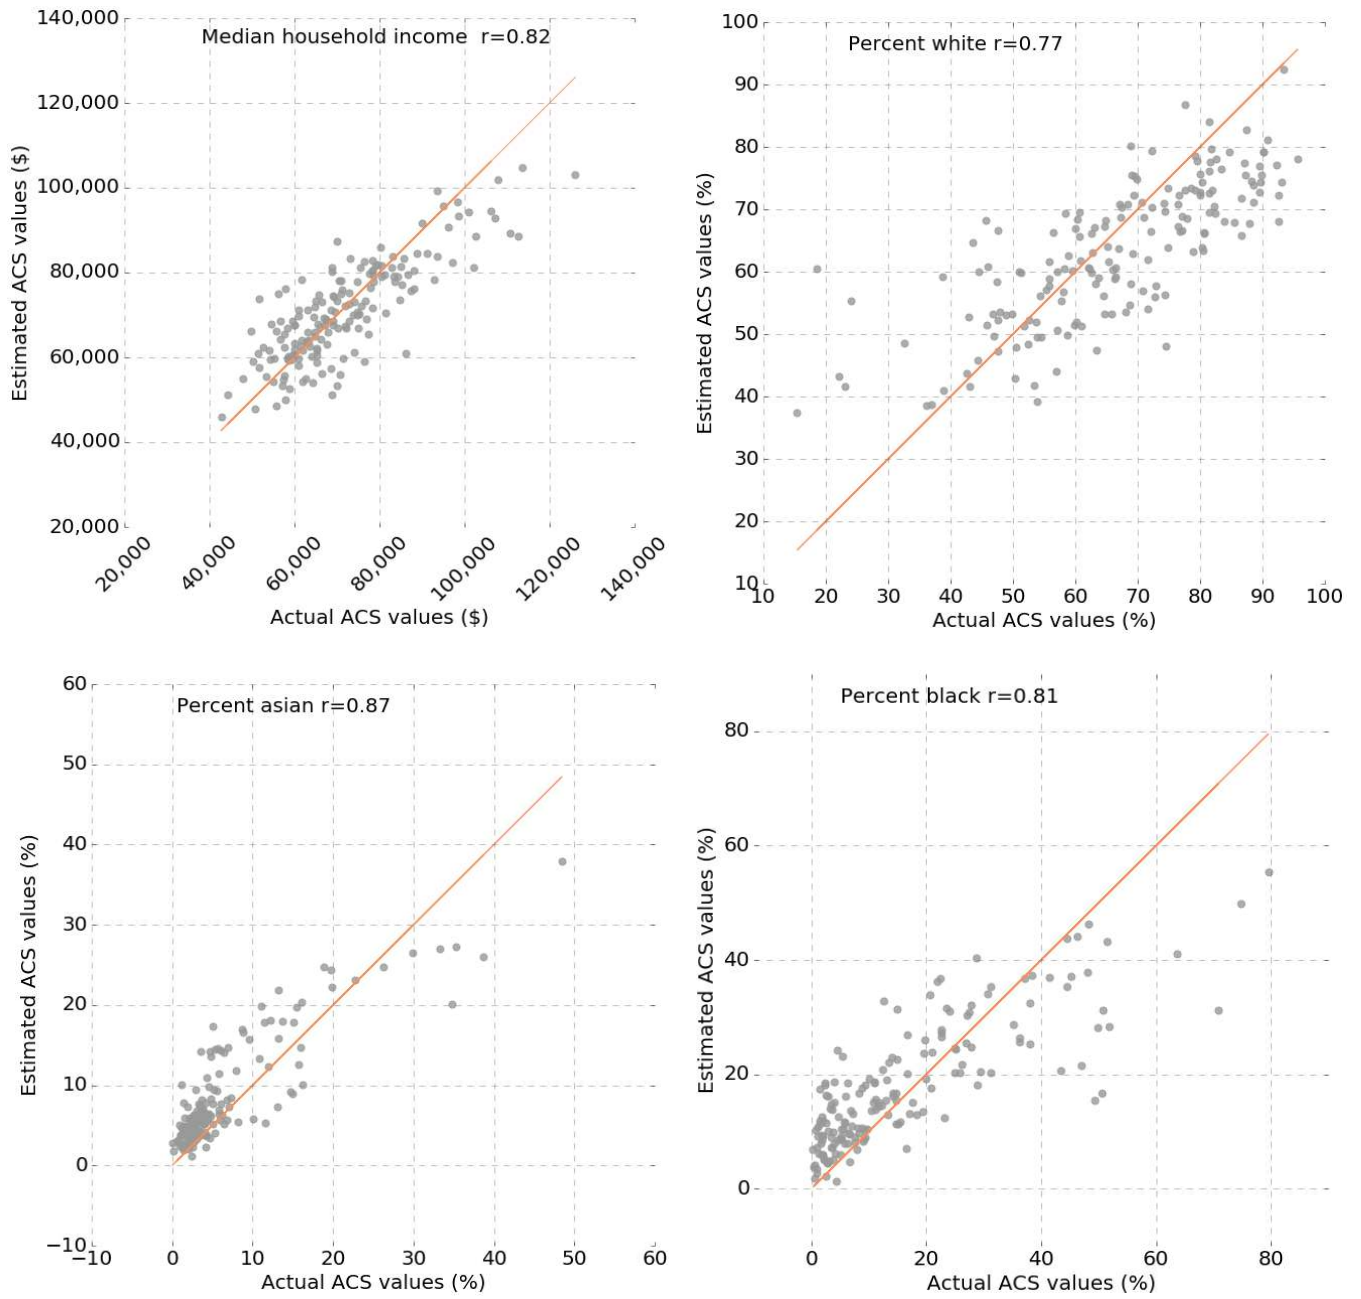 Median household income  r=0.82
140,000
120,000
100,000
80,000
60,000
40,000
20,000
Estimated ACS values ($)
20,000 40,000 60,000 80,000 100,000 120,000 140,000
Actual ACS values ($)
Percent white r=0.77
100
90
80
70
60
50
40
30
20
10
Estimated ACS values (%)
10 20 30 40 50 60 70 80 90 100
Actual ACS values (%)
Percent asian r=0.87
60
50
40
30
20
10
0
−10
Estimated ACS values (%)
−10 0 10 20 30 40 50 60
Actual ACS values (%)
Percent black r=0.81
80
60
40
20
0
Estimated ACS values (%)
0 20 40 60 80
Actual ACS values (%)